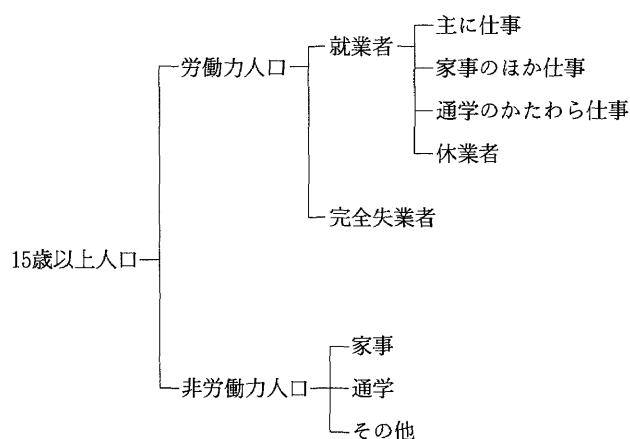 15歳以上人口
労働力人口
就業者
主に仕事
家事のほか仕事
通学のかたわら仕事
休業者
完全失業者
非労働力人口
家事
通学
その他